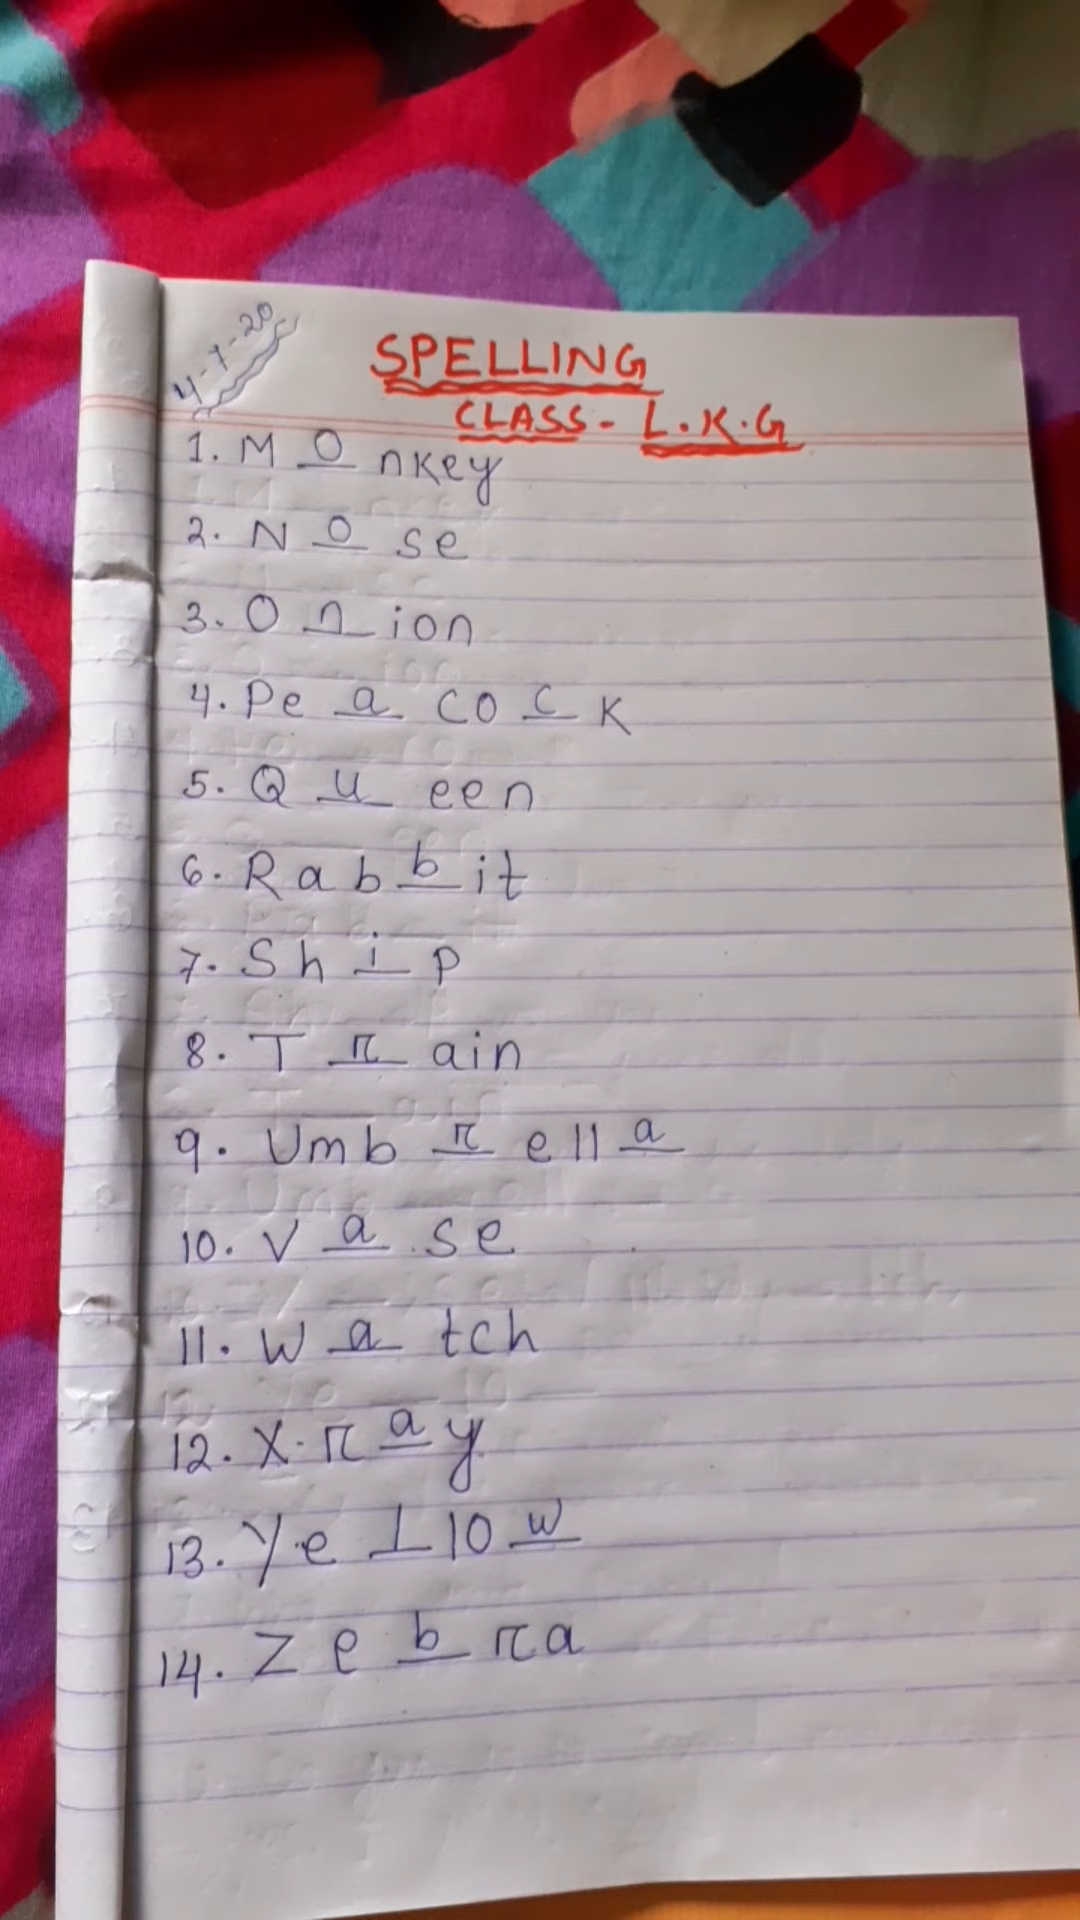 4-7-20
SPELLING
CLASS - L.K.G
1. M o nkey
2. N o se
3. O n ion
4. Pe a co c k
5. Q u een
6. Rab b it
7. Sh i p
8. T r ain
9. Umb r ell a
10. V a se
11. W a tch
12. X-r a y
13. Ye l lo w
14. Ze b ra